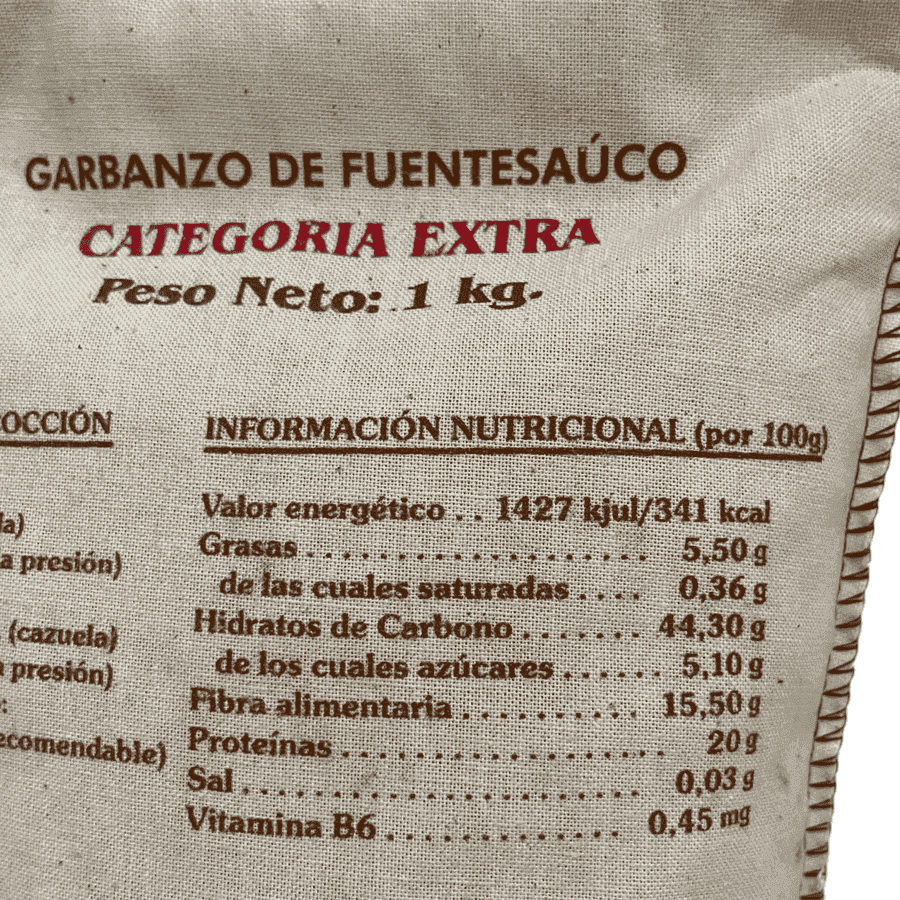 GARBANZO DE FUENTESAÚCO
CATEGORIA EXTRA
Peso Neto: 1 kg.
OCCIÓN
a)
a presión)
(cazuela)
presión)
:
ecomendable)
INFORMACIÓN NUTRICIONAL (por 100g)
Valor energético . . 1427 kjul/341 kcal
Grasas . . . . . . . . . . . . . . . . . . . 5,50 g
de las cuales saturadas . . . . 0,36 g
Hidratos de Carbono . . . . . . . 44,30 g
de los cuales azúcares . . . . . . 5,10 g
Fibra alimentaria . . . . . . . . . . 15,50 g
Proteínas . . . . . . . . . . . . . . . . . . 20 g
Sal . . . . . . . . . . . . . . . . . . . . . . 0,03 g
Vitamina B6 . . . . . . . . . . . . . 0,45 mg